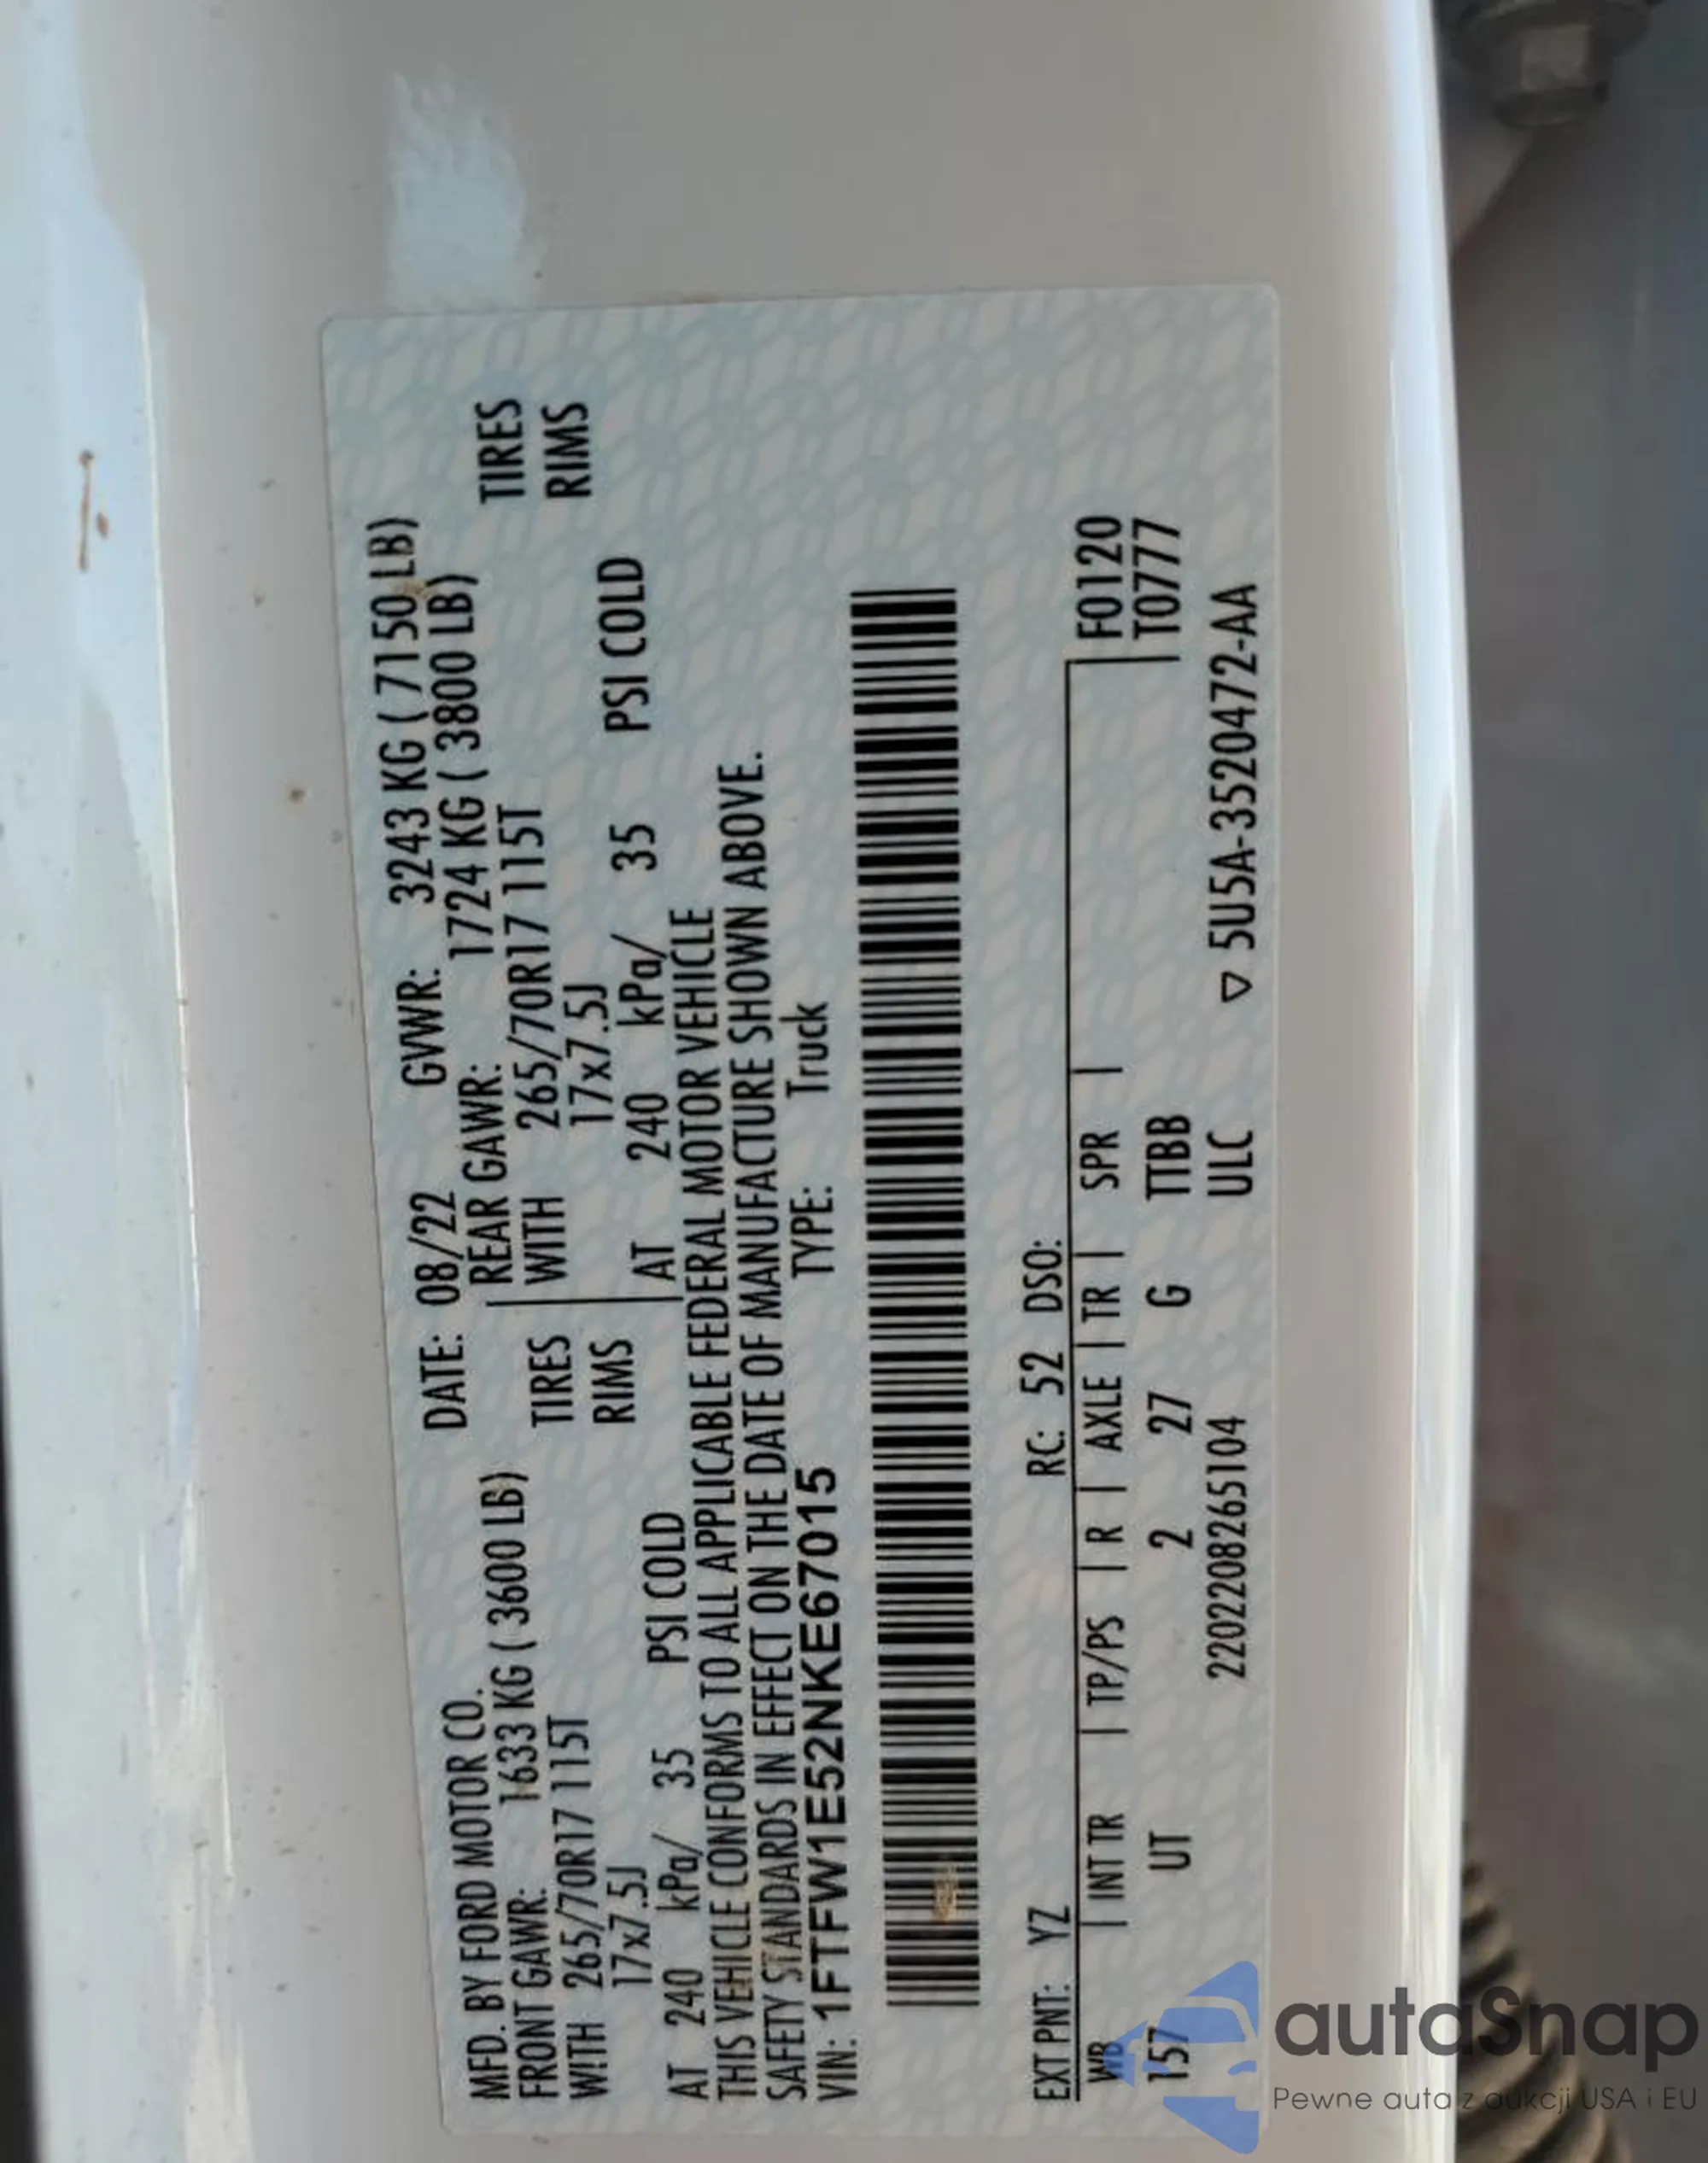 MFD. BY FORD MOTOR CO. DATE: 08/22 GVWR: 3243 KG ( 7150 LB)
FRONT GAWR: 1633 KG ( 3600 LB) REAR GAWR: 1724 KG ( 3800 LB)
WITH 265/70R17 115T TIRES WITH 265/70R17 115T TIRES
17x7.5J RIMS 17x7.5J RIMS
AT 240 kPa/ 35 PSI COLD AT 240 kPa/ 35 PSI COLD
THIS VEHICLE CONFORMS TO ALL APPLICABLE FEDERAL MOTOR VEHICLE
SAFETY STANDARDS IN EFFECT ON THE DATE OF MANUFACTURE SHOWN ABOVE.
VIN: 1FTFW1E52NKE67015 TYPE: Truck
EXT PNT: YZ RC: 52 DSO:
WB | INT TR | TP/PS | R | AXLE | TR | SPR | F0120
157 UT 2 27 G TTBB T0777
2202208265104 ULC ▽ 5U5A-3520472-AA
autaSnap
Pewne auta z aukcji USA i EU